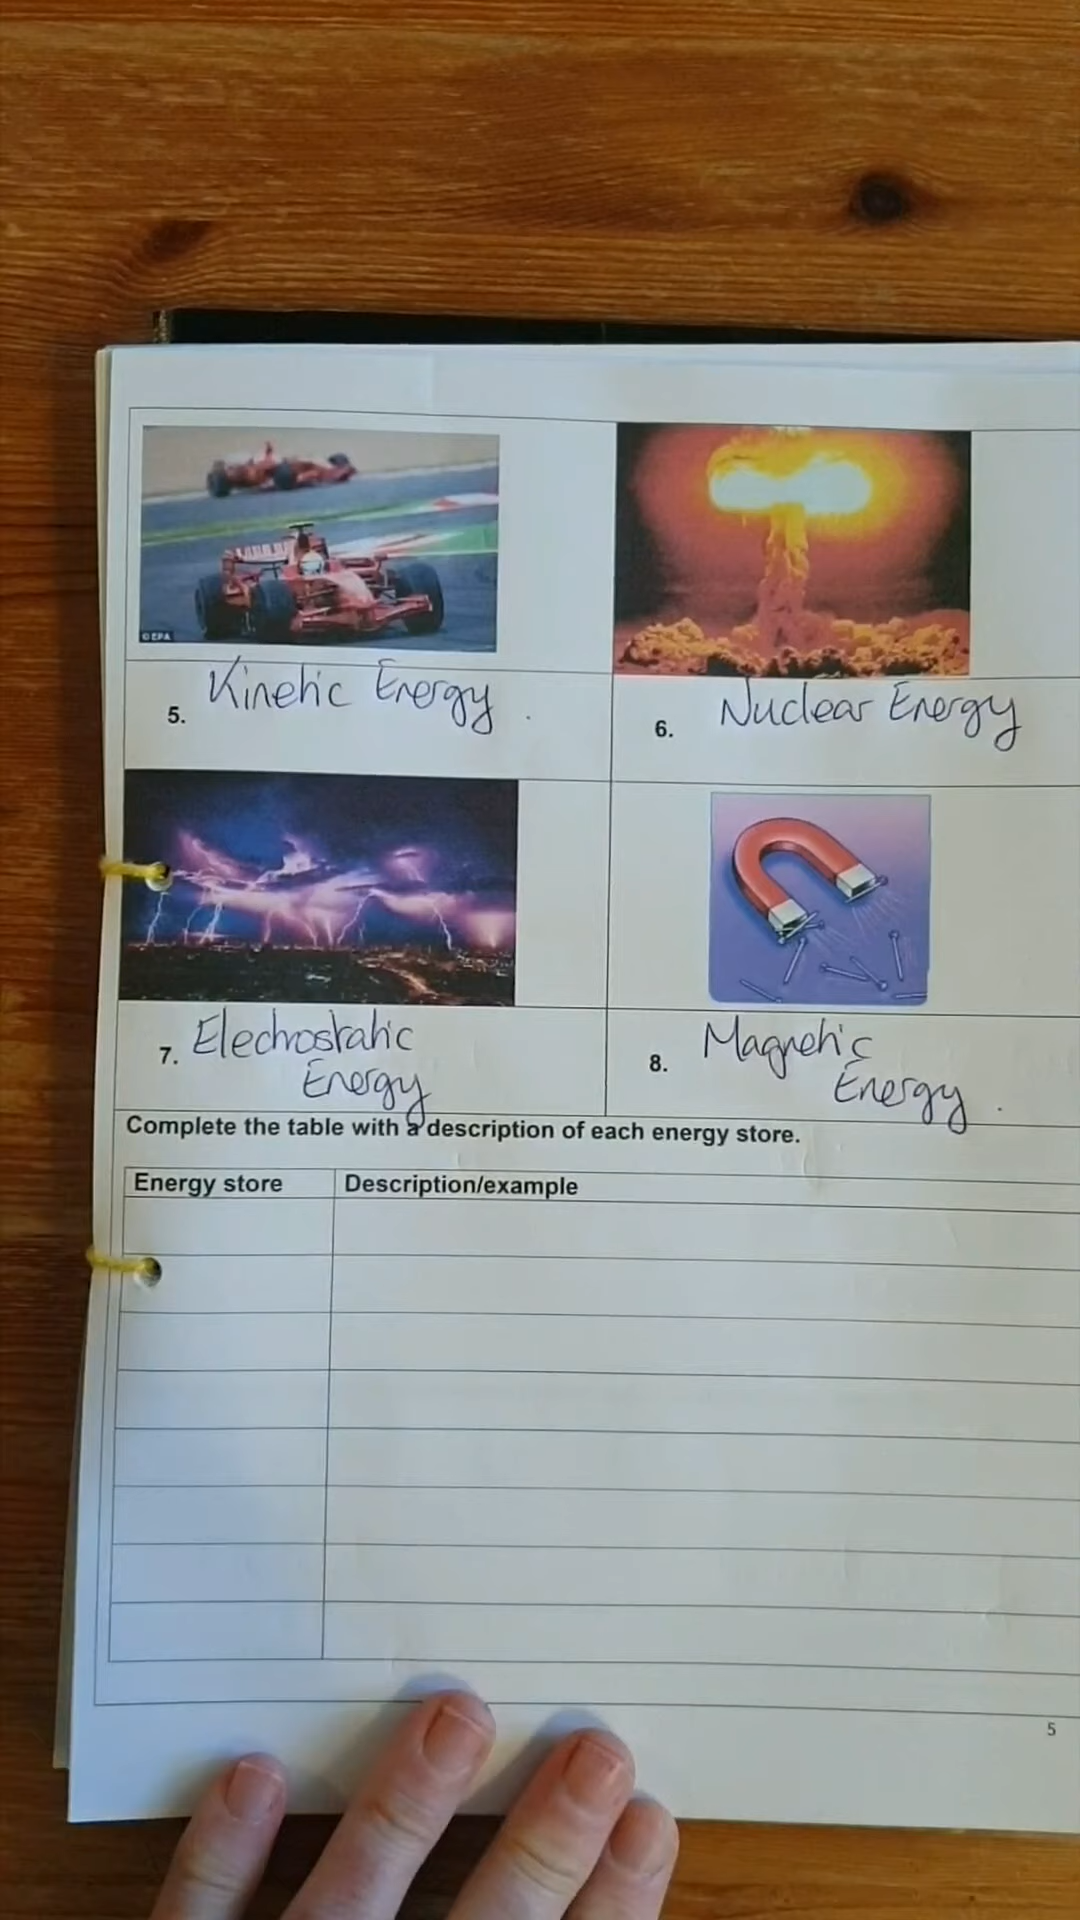 © EPA
5. Kinetic Energy .
6. Nuclear Energy
7. Electrostatic
Energy
8. Magnetic
Energy .
Complete the table with a description of each energy store.
Energy store Description/example
5